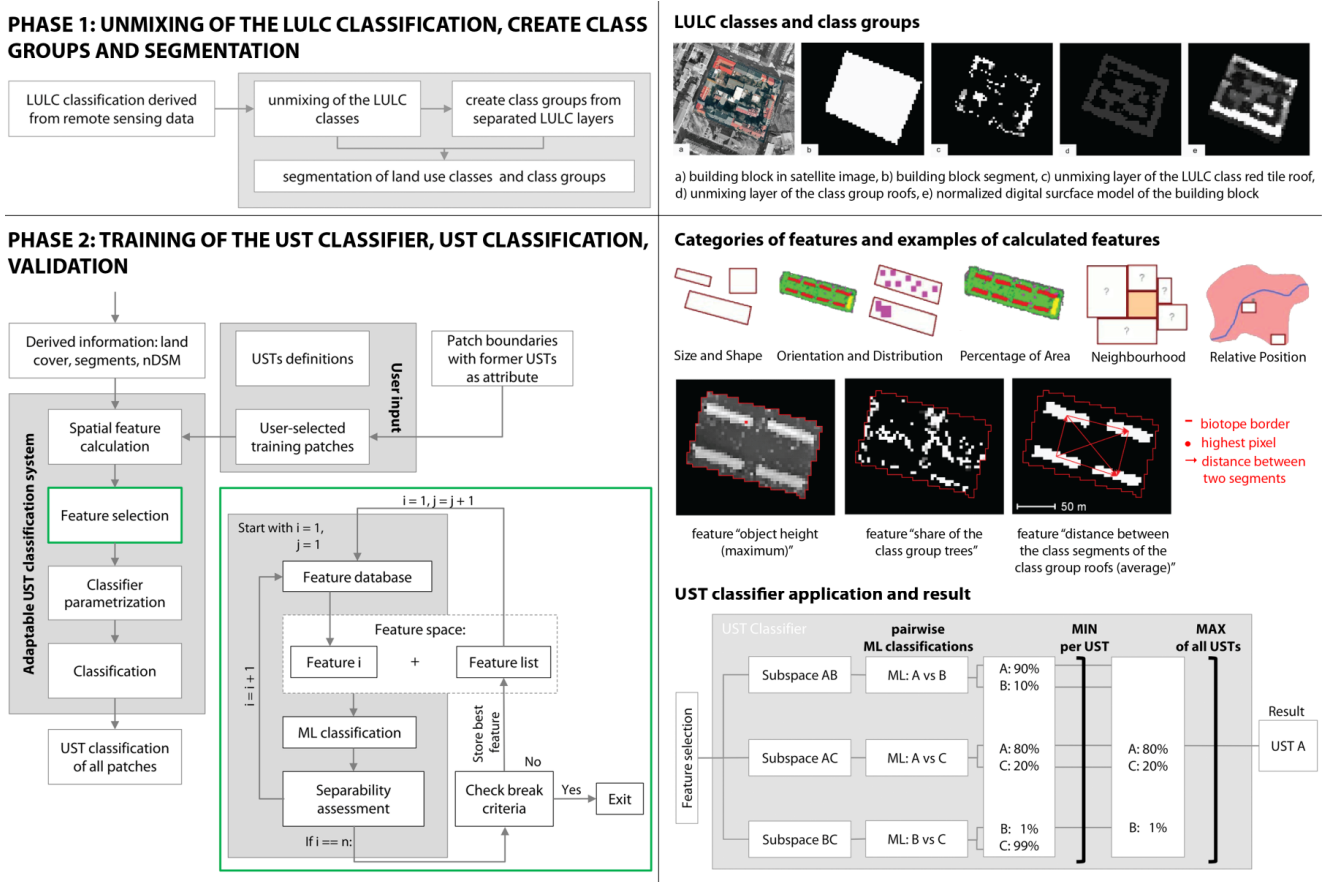 PHASE 1: UNMIXING OF THE LULC CLASSIFICATION, CREATE CLASS
GROUPS AND SEGMENTATION
LULC classification derived
from remote sensing data
unmixing of the LULC
classes
create class groups from
separated LULC layers
segmentation of land use classes and class groups
LULC classes and class groups
a
b
c
d
e
a) building block in satellite image, b) building block segment, c) unmixing layer of the LULC class red tile roof,
d) unmixing layer of the class group roofs, e) normalized digital surcface model of the building block
PHASE 2: TRAINING OF THE UST CLASSIFIER, UST CLASSIFICATION,
VALIDATION
Derived information: land
cover, segments, nDSM
USTs definitions
Patch boundaries
with former USTs
as attribute
User input
Adaptable UST classification system
Spatial feature
calculation
User-selected
training patches
Feature selection
Classifier
parametrization
Classification
UST classification
of all patches
i = 1, j = j + 1
Start with i = 1,
j = 1
Feature database
Feature space:
Feature i
+
Feature list
i = i + 1
ML classification
Store best
feature
No
Separability
assessment
Check break
criteria
Yes
Exit
If i == n:
Categories of features and examples of calculated features
?
?
?
?
?
Size and Shape
Orientation and Distribution
Percentage of Area
Neighbourhood
Relative Position
50 m
biotope border
highest pixel
distance between
two segments
feature “object height
(maximum)”
feature “share of the
class group trees”
feature “distance between
the class segments of the
class group roofs (average)”
UST classifier application and result
UST Classifier
pairwise
ML classifications
MIN
per UST
MAX
of all USTs
Feature selection
Subspace AB
ML: A vs B
A: 90%
B: 10%
Subspace AC
ML: A vs C
A: 80%
C: 20%
A: 80%
C: 20%
Result
UST A
Subspace BC
ML: B vs C
B: 1%
C: 99%
B: 1%